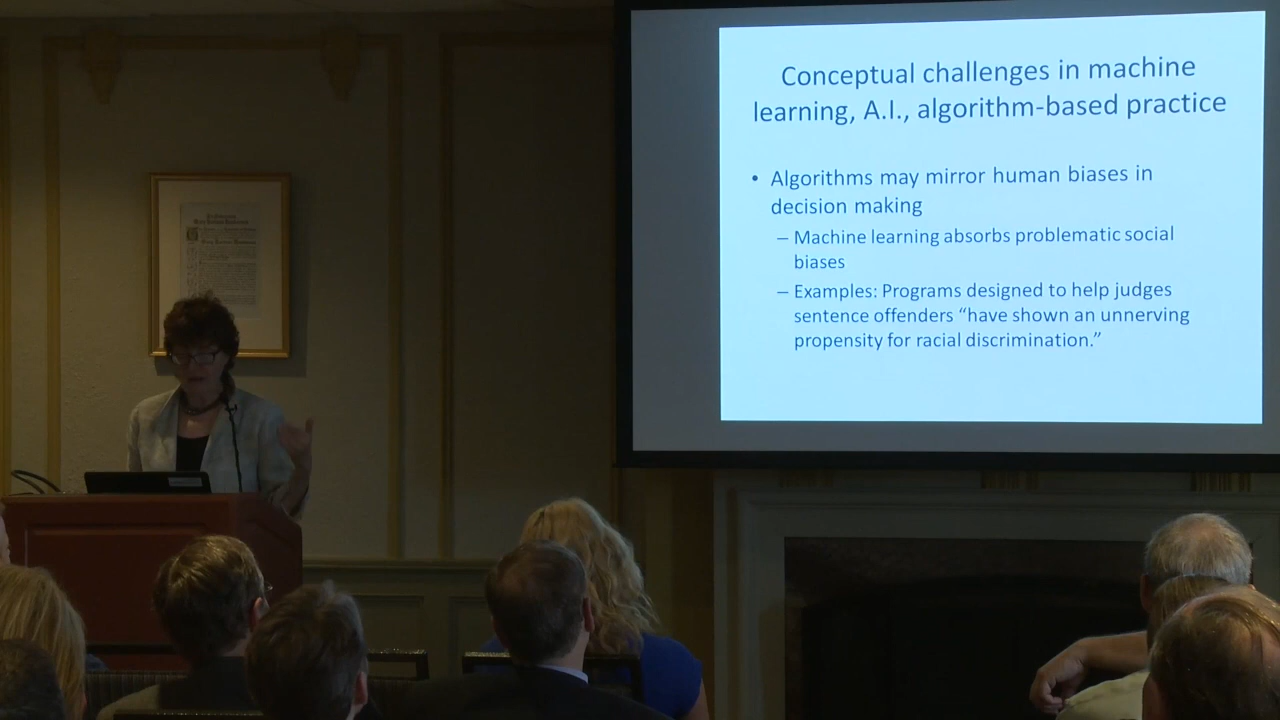 Conceptual challenges in machine
learning, A.I., algorithm-based practice
• Algorithms may mirror human biases in
decision making
– Machine learning absorbs problematic social
biases
– Examples: Programs designed to help judges
sentence offenders “have shown an unnerving
propensity for racial discrimination.”